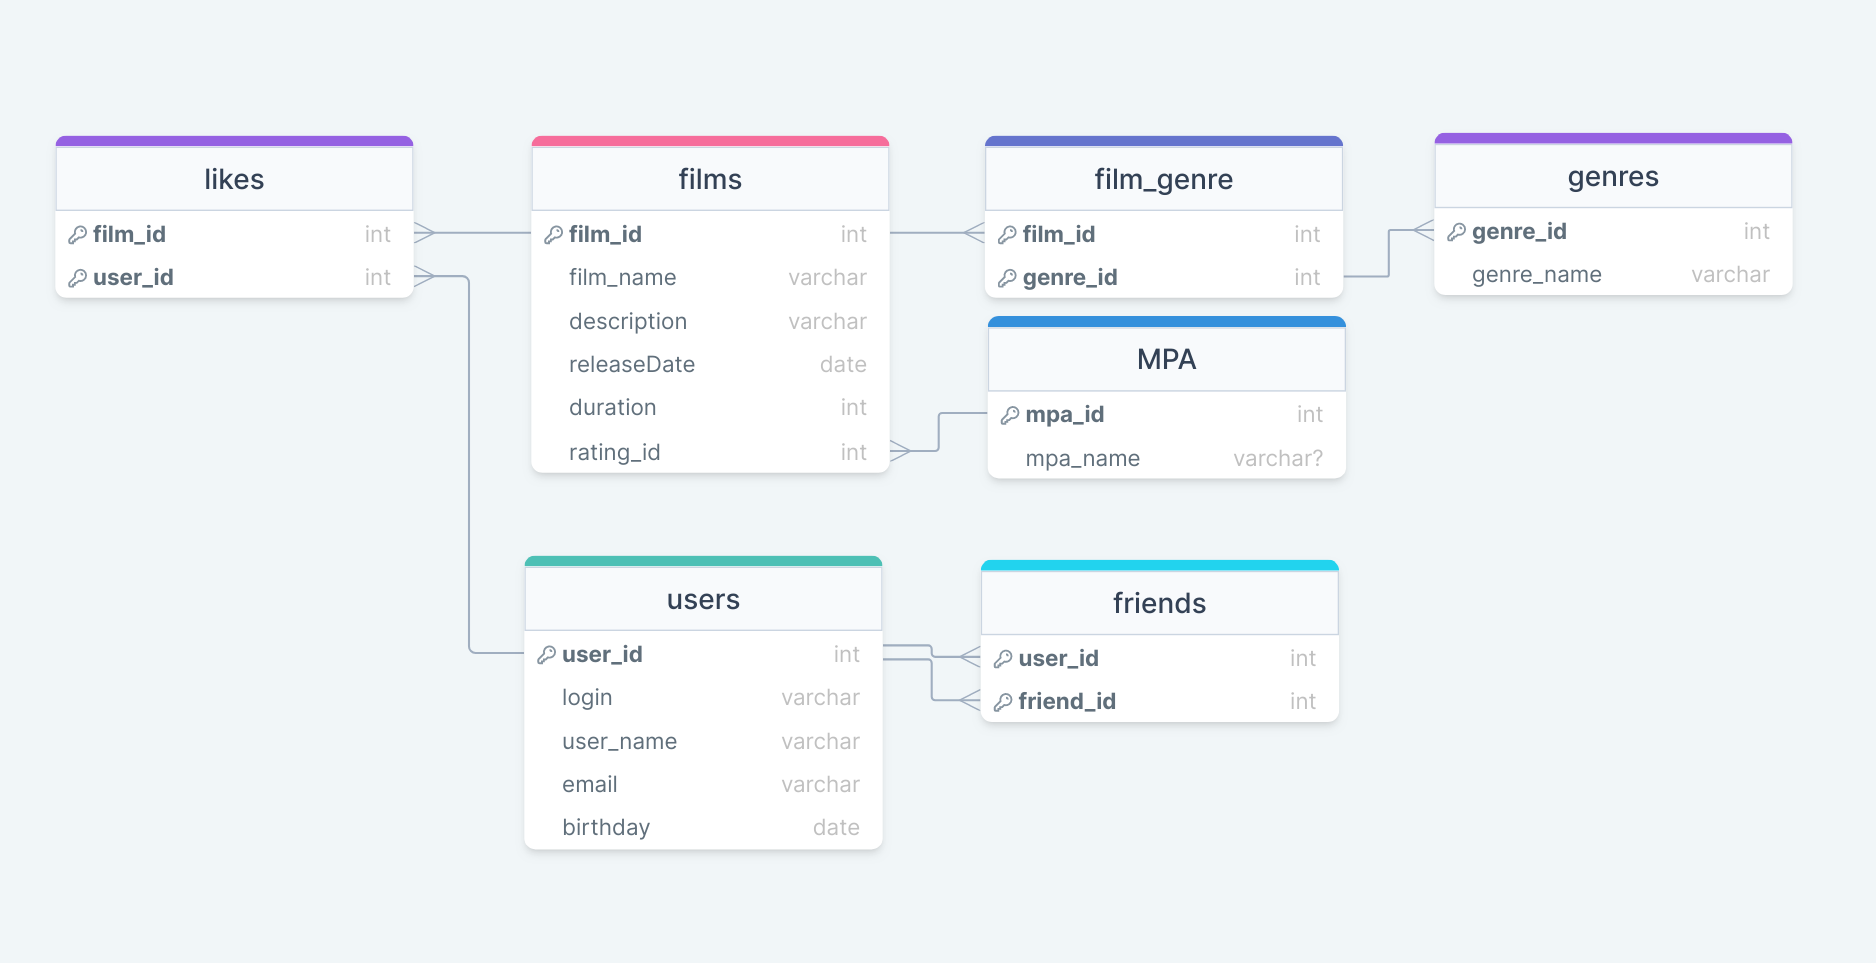 likes
film_id int
user_id int
films
film_id int
film_name varchar
description varchar
releaseDate date
duration int
rating_id int
film_genre
film_id int
genre_id int
genres
genre_id int
genre_name varchar
MPA
mpa_id int
mpa_name varchar?
users
user_id int
login varchar
user_name varchar
email varchar
birthday date
friends
user_id int
friend_id int